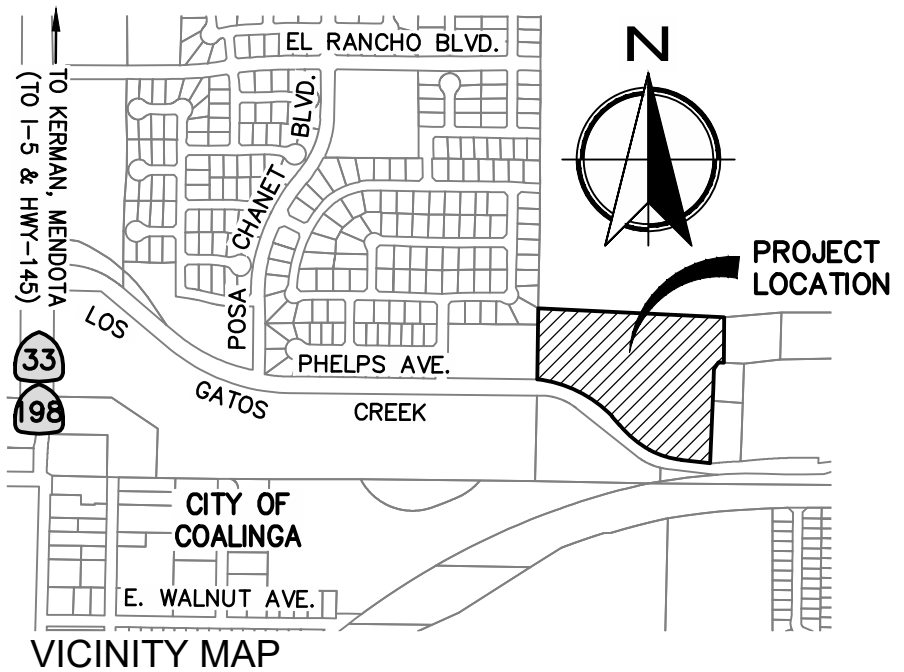 EL RANCHO BLVD.
N
TO KERMAN, MENDOTA
(TO I-5 & HWY-145)
POSA CHANET BLVD.
PROJECT
LOCATION
LOS GATOS CREEK
33
198
PHELPS AVE.
CITY OF
COALINGA
E. WALNUT AVE.
VICINITY MAP